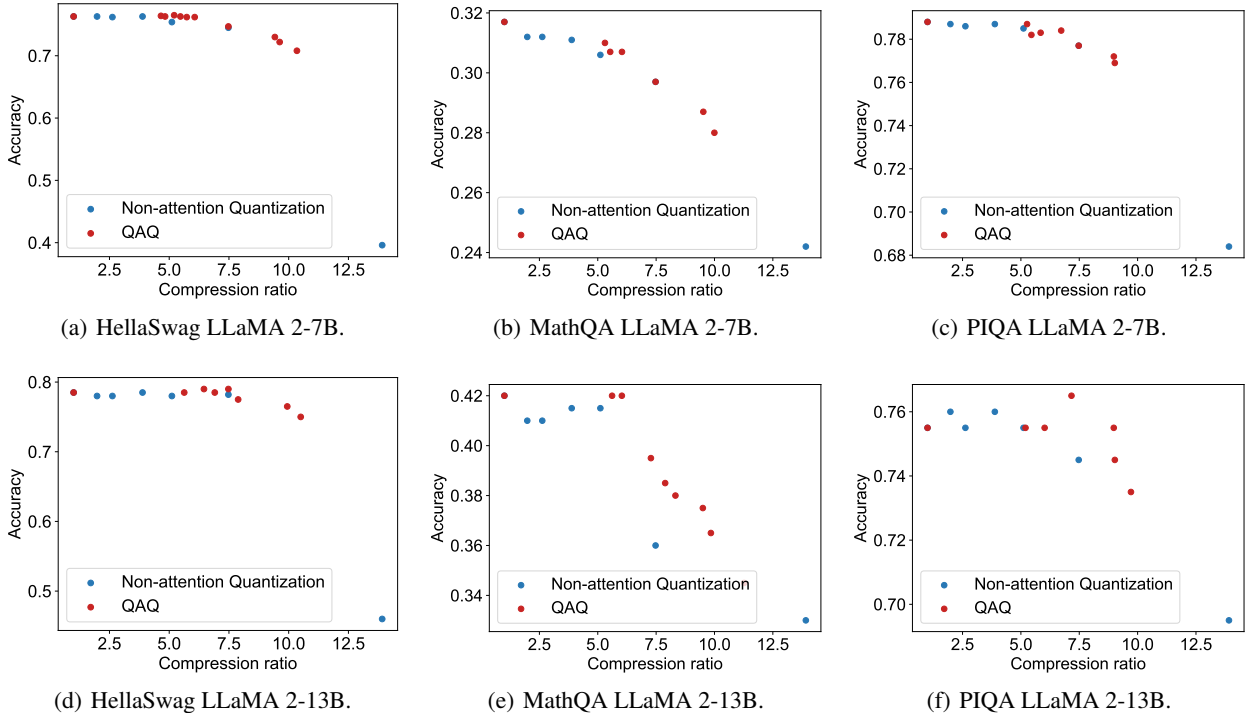 0.7
0.6
0.5
0.4
Accuracy
Non-attention Quantization
QAQ
2.5 5.0 7.5 10.0 12.5
Compression ratio
(a) HellaSwag LLaMA 2-7B.
0.32
0.30
0.28
0.26
0.24
Accuracy
Non-attention Quantization
QAQ
2.5 5.0 7.5 10.0 12.5
Compression ratio
(b) MathQA LLaMA 2-7B.
0.78
0.76
0.74
0.72
0.70
0.68
Accuracy
Non-attention Quantization
QAQ
2.5 5.0 7.5 10.0 12.5
Compression ratio
(c) PIQA LLaMA 2-7B.
0.8
0.7
0.6
0.5
Accuracy
Non-attention Quantization
QAQ
2.5 5.0 7.5 10.0 12.5
Compression ratio
(d) HellaSwag LLaMA 2-13B.
0.42
0.40
0.38
0.36
0.34
Accuracy
Non-attention Quantization
QAQ
2.5 5.0 7.5 10.0 12.5
Compression ratio
(e) MathQA LLaMA 2-13B.
0.76
0.74
0.72
0.70
Accuracy
Non-attention Quantization
QAQ
2.5 5.0 7.5 10.0 12.5
Compression ratio
(f) PIQA LLaMA 2-13B.